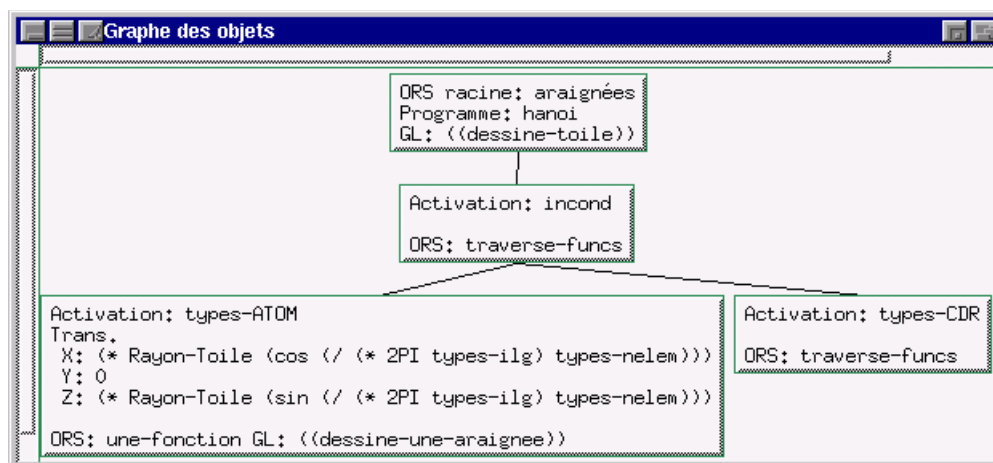 Graphe des objets
ORS racine: araignées
Programme: hanoi
GL: ((dessine-toile))
Activation: incond
ORS: traverse-funcs
Activation: types-ATOM
Trans.
X: (* Rayon-Toile (cos (/ (* 2PI types-ilg) types-nelem)))
Y: 0
Z: (* Rayon-Toile (sin (/ (* 2PI types-ilg) types-nelem)))
ORS: une-fonction GL: ((dessine-une-araignee))
Activation: types-CDR
ORS: traverse-funcs